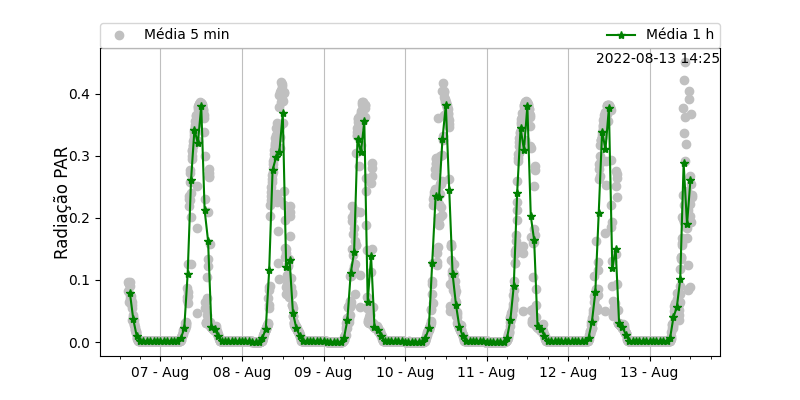 Média 5 min
Média 1 h
2022-08-13 14:25
Radiação PAR
0.4
0.3
0.2
0.1
0.0
07 - Aug
08 - Aug
09 - Aug
10 - Aug
11 - Aug
12 - Aug
13 - Aug